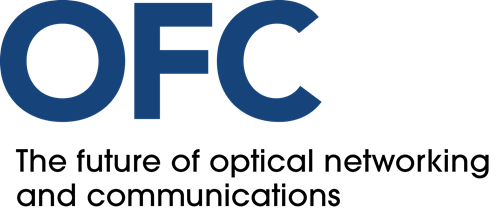 OFC
The future of optical networking
and communications